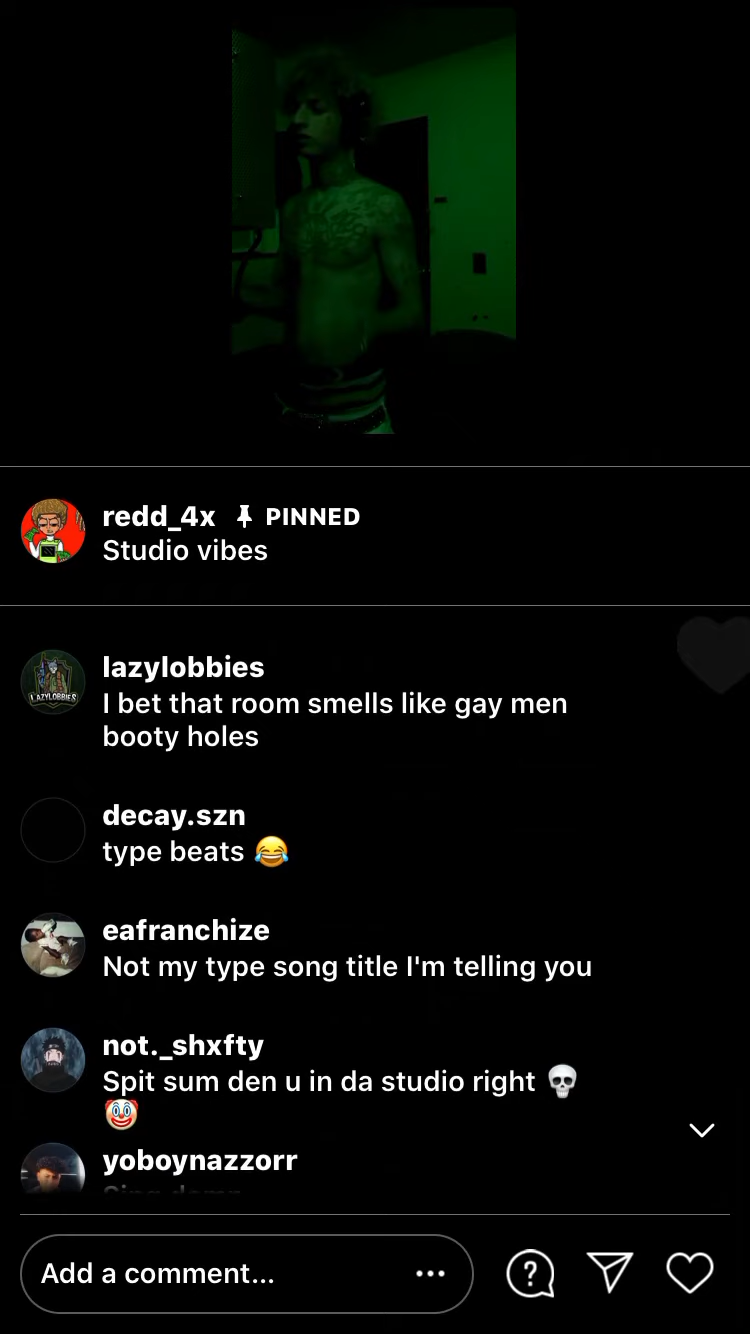 redd_4x PINNED
Studio vibes
lazylobbies
LAZYLOBBIES
I bet that room smells like gay men
booty holes
decay.szn
type beats 😂
eafranchize
Not my type song title I'm telling you
not._shxfty
Spit sum den u in da studio right 💀
🤡
yoboynazzorr
Add a comment...